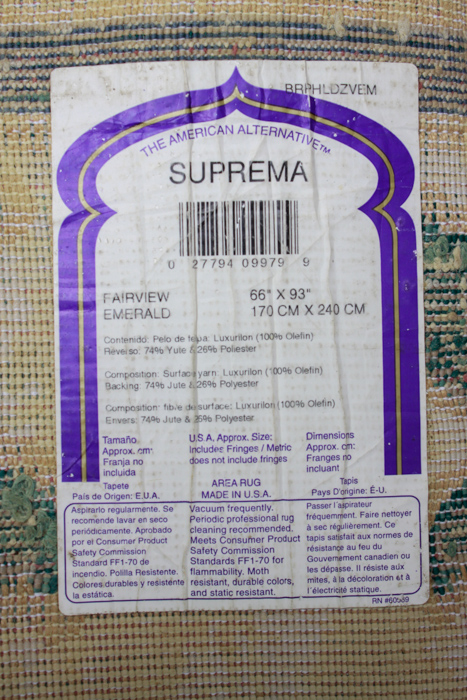 RRPHLDZVEM
THE AMERICAN ALTERNATIVE™
SUPREMA
0 27794 09979 9
FAIRVIEW 66" X 93"
EMERALD 170 CM X 240 CM
Contenido: Pelo de felpa: Luxurilon (100% Olefin)
Reverso: 74% Yute & 26% Poliester
Composition: Surface yarn: Luxurilon (100% Olefin)
Backing: 74% Jute & 26% Polyester
Composition: fibre de surface: Luxurilon (100% Olefin)
Envers: 74% Jute & 26% Polyester
Tamaño
Approx. cm:
Franja no
incluida
U.S.A. Approx. Size:
Includes Fringes / Metric
does not include fringes
Dimensions
Approx. cm:
Franges no
incluant
Tapete
País de Origen: E.U.A.
AREA RUG
MADE IN U.S.A.
Tapis
Pays D'origine: É-U.
Aspirarlo regularmente. Se
recomende lavar en seco
periódicamente. Aprobado
por el Consumer Product
Safety Commission
Standard FF1-70 de
incendio. Polilla Resistente.
Colores durables y resistente
la estática.
Vacuum frequently.
Periodic professional rug
cleaning recommended.
Meets Consumer Product
Safety Commission
Standards FF1-70 for
flammability. Moth
resistant, durable colors,
and static resistant.
Passer l'aspirateur
fréquemment. Faire nettoyer
à sec régulièrement. Ce
tapis satisfait aux normes de
résistance au feu du
Gouvernement canadien ou
les dépasse. Il résiste aux
mites, à la décoloration et à
l'électricité statique.
RN #60589